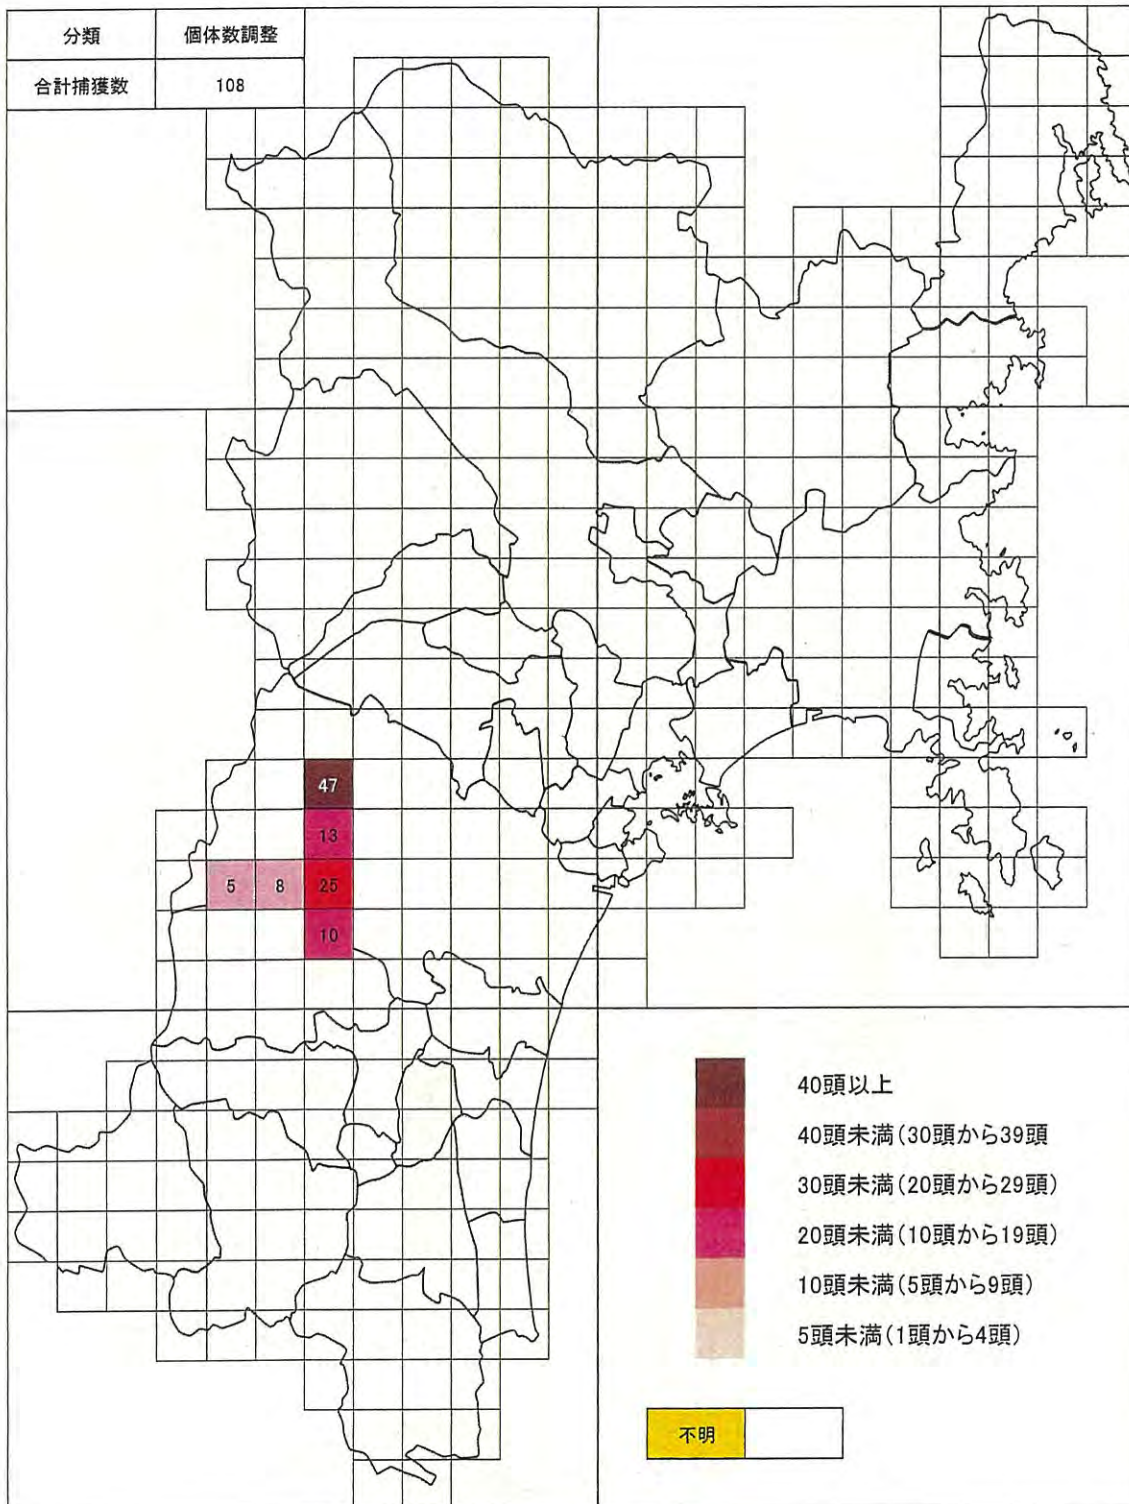 分類 個体数調整
合計捕獲数 108
47
13
5 8 25
10
40頭以上
40頭未満(30頭から39頭
30頭未満(20頭から29頭)
20頭未満(10頭から19頭)
10頭未満(5頭から9頭)
5頭未満(1頭から4頭)
不明